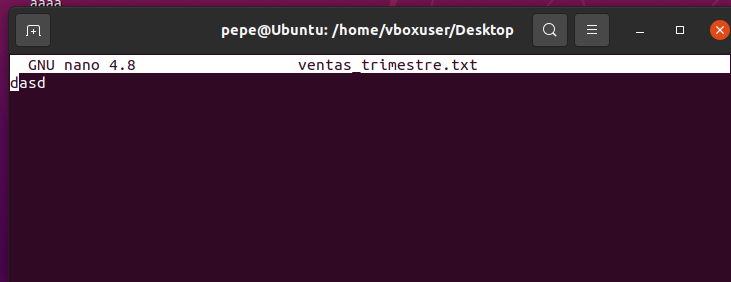 aaaa
pepe@Ubuntu: /home/vboxuser/Desktop
GNU nano 4.8 ventas_trimestre.txt
dasd